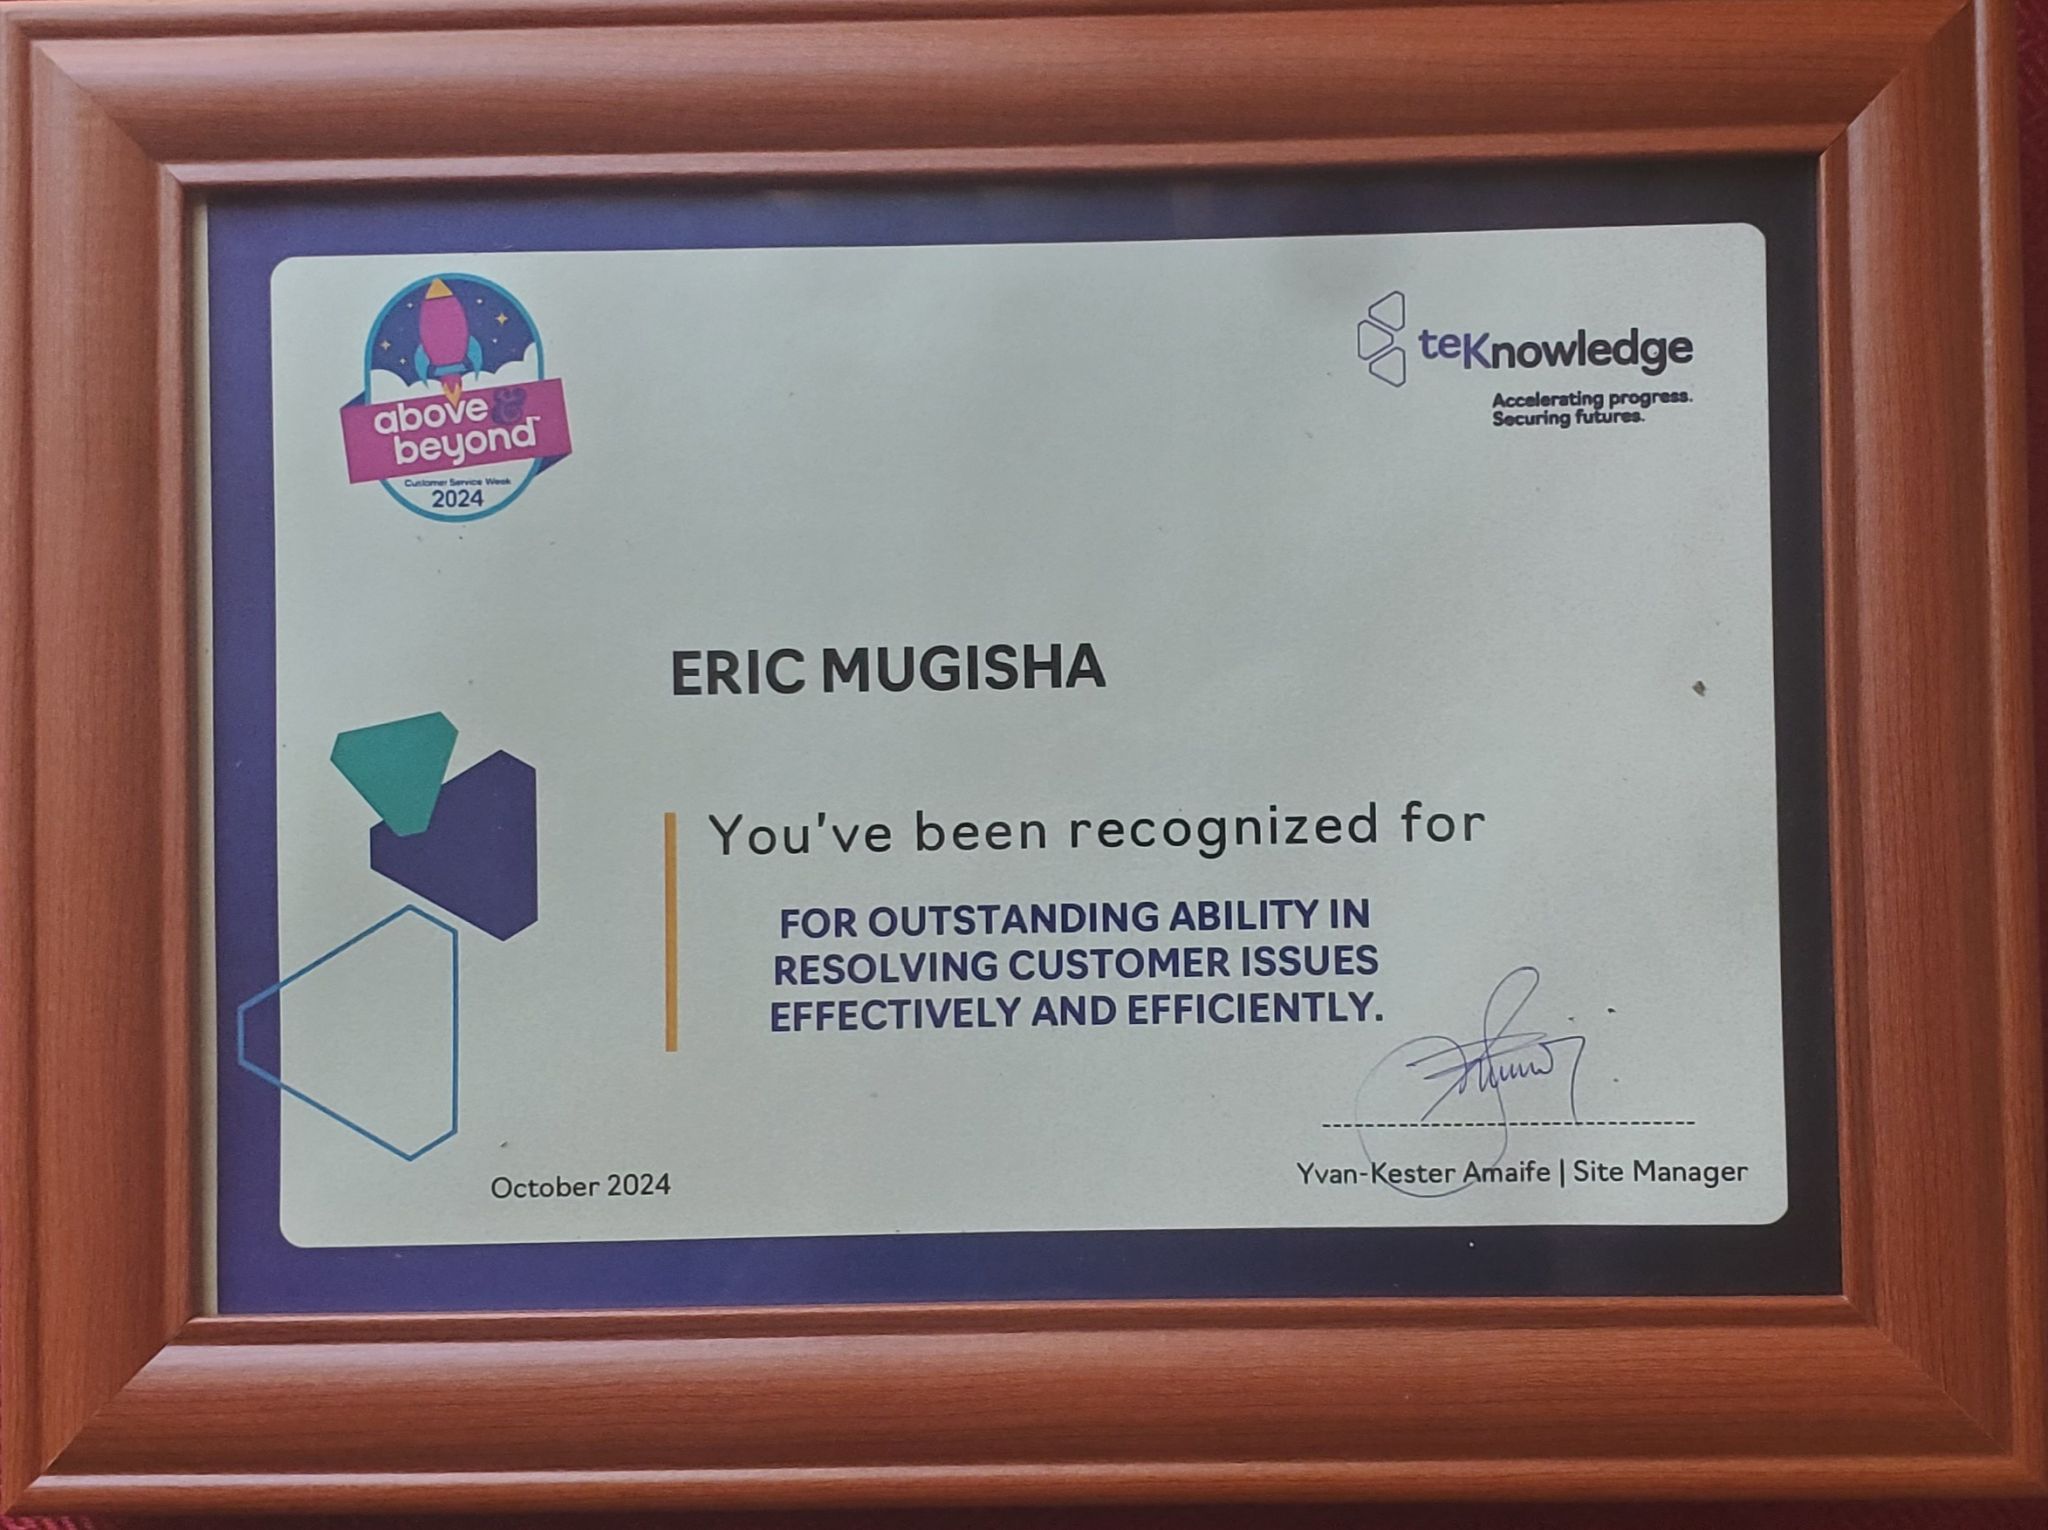 above &
beyond™
Customer Service Week
2024
teKnowledge
Accelerating progress.
Securing futures.
ERIC MUGISHA
You've been recognized for
FOR OUTSTANDING ABILITY IN
RESOLVING CUSTOMER ISSUES
EFFECTIVELY AND EFFICIENTLY.
October 2024
Yvan-Kester Amaife | Site Manager